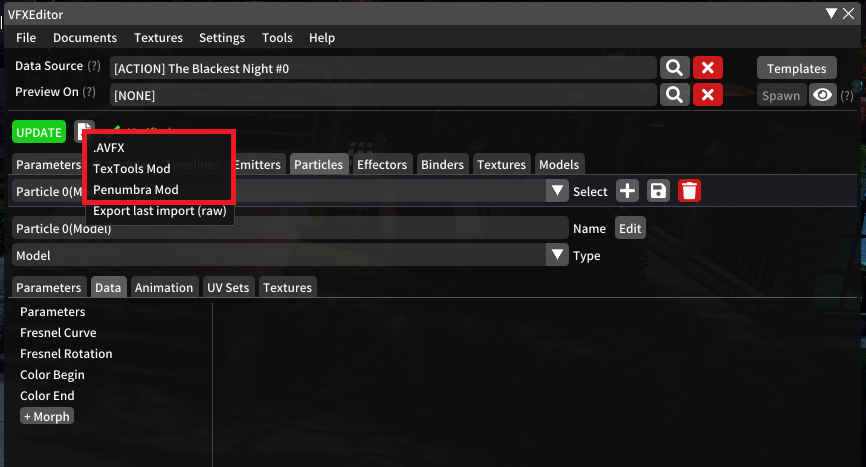 VFXEditor
File Documents Textures Settings Tools Help
Data Source (?) [ACTION] The Blackest Night #0 Templates
Preview On (?) [NONE] Spawn (?)
UPDATE
.AVFX
TexTools Mod
Penumbra Mod
Export last import (raw)
Parameters Emitters Particles Effectors Binders Textures Models
Particle 0(M Select
Particle 0(Model) Name Edit
Model Type
Parameters Data Animation UV Sets Textures
Parameters
Fresnel Curve
Fresnel Rotation
Color Begin
Color End
+ Morph